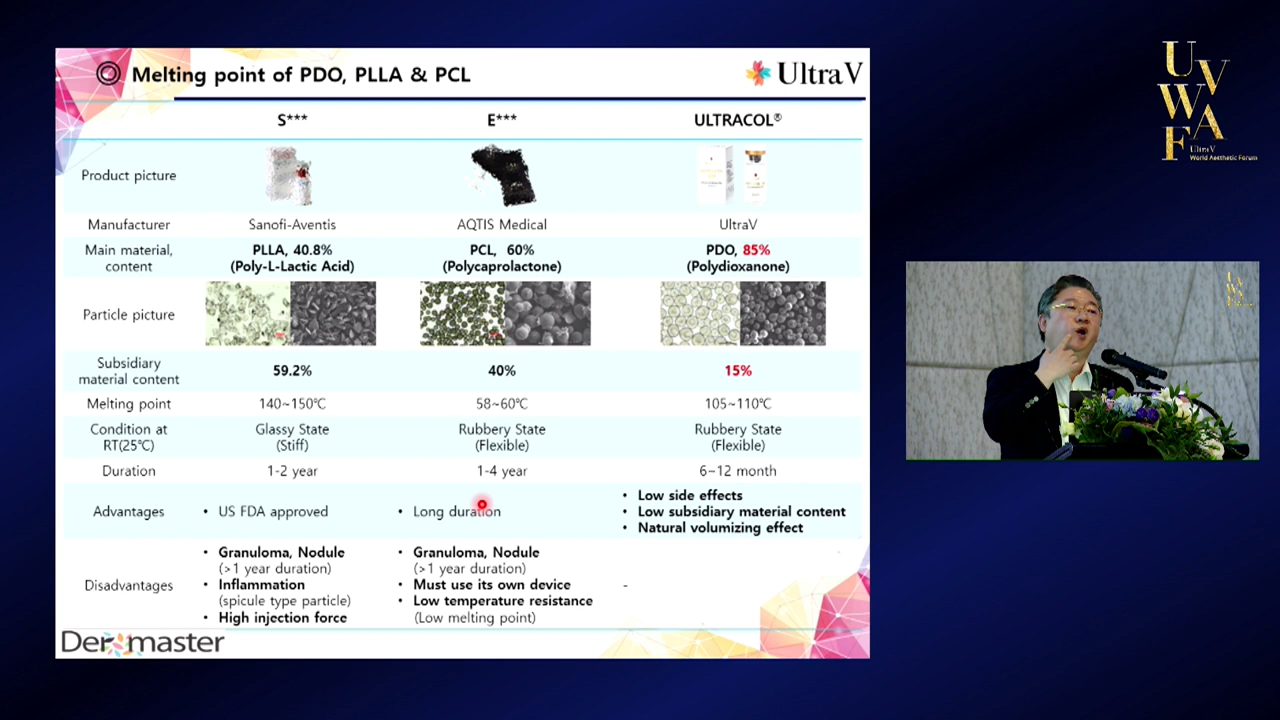 Melting point of PDO, PLLA & PCL
UltraV
S***
E***
ULTRACOL®
Product picture
Manufacturer
Sanofi-Aventis
AQTIS Medical
UltraV
Main material,
content
PLLA, 40.8%
(Poly-L-Lactic Acid)
PCL, 60%
(Polycaprolactone)
PDO, 85%
(Polydioxanone)
Particle picture
Subsidiary
material content
59.2%
40%
15%
Melting point
140~150℃
58~60℃
105~110℃
Condition at
RT(25℃)
Glassy State
(Stiff)
Rubbery State
(Flexible)
Rubbery State
(Flexible)
Duration
1-2 year
1-4 year
6~12 month
Advantages
• US FDA approved
• Long duration
• Low side effects
• Low subsidiary material content
• Natural volumizing effect
Disadvantages
• Granuloma, Nodule
(>1 year duration)
• Inflammation
(spicule type particle)
• High injection force
• Granuloma, Nodule
(>1 year duration)
• Must use its own device
• Low temperature resistance
(Low melting point)
-
Dermaster
UVWAF
UltraV
World Aesthetic Forum